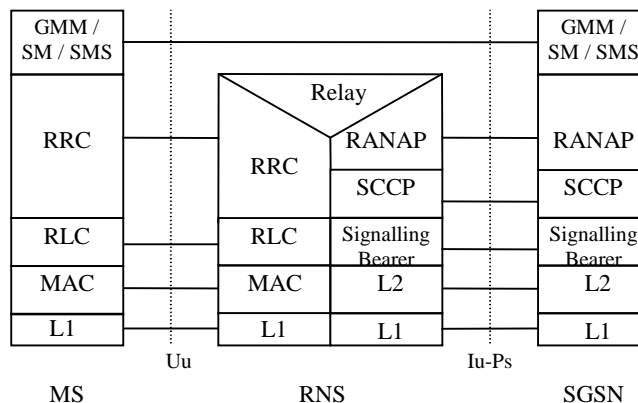 GMM /
SM / SMS
GMM /
SM / SMS
Relay
RRC
RRC
RANAP
RANAP
SCCP
SCCP
RLC
RLC
Signalling
Bearer
Signalling
Bearer
MAC
MAC
L2
L2
L1
L1
L1
L1
Uu
Iu-Ps
MS
RNS
SGSN